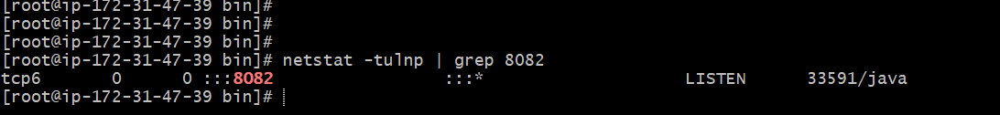 [root@ip-172-31-47-39 bin]#
[root@ip-172-31-47-39 bin]#
[root@ip-172-31-47-39 bin]#
[root@ip-172-31-47-39 bin]# netstat -tulnp | grep 8082
tcp6       0      0 :::8082                 :::*                    LISTEN      33591/java
[root@ip-172-31-47-39 bin]#